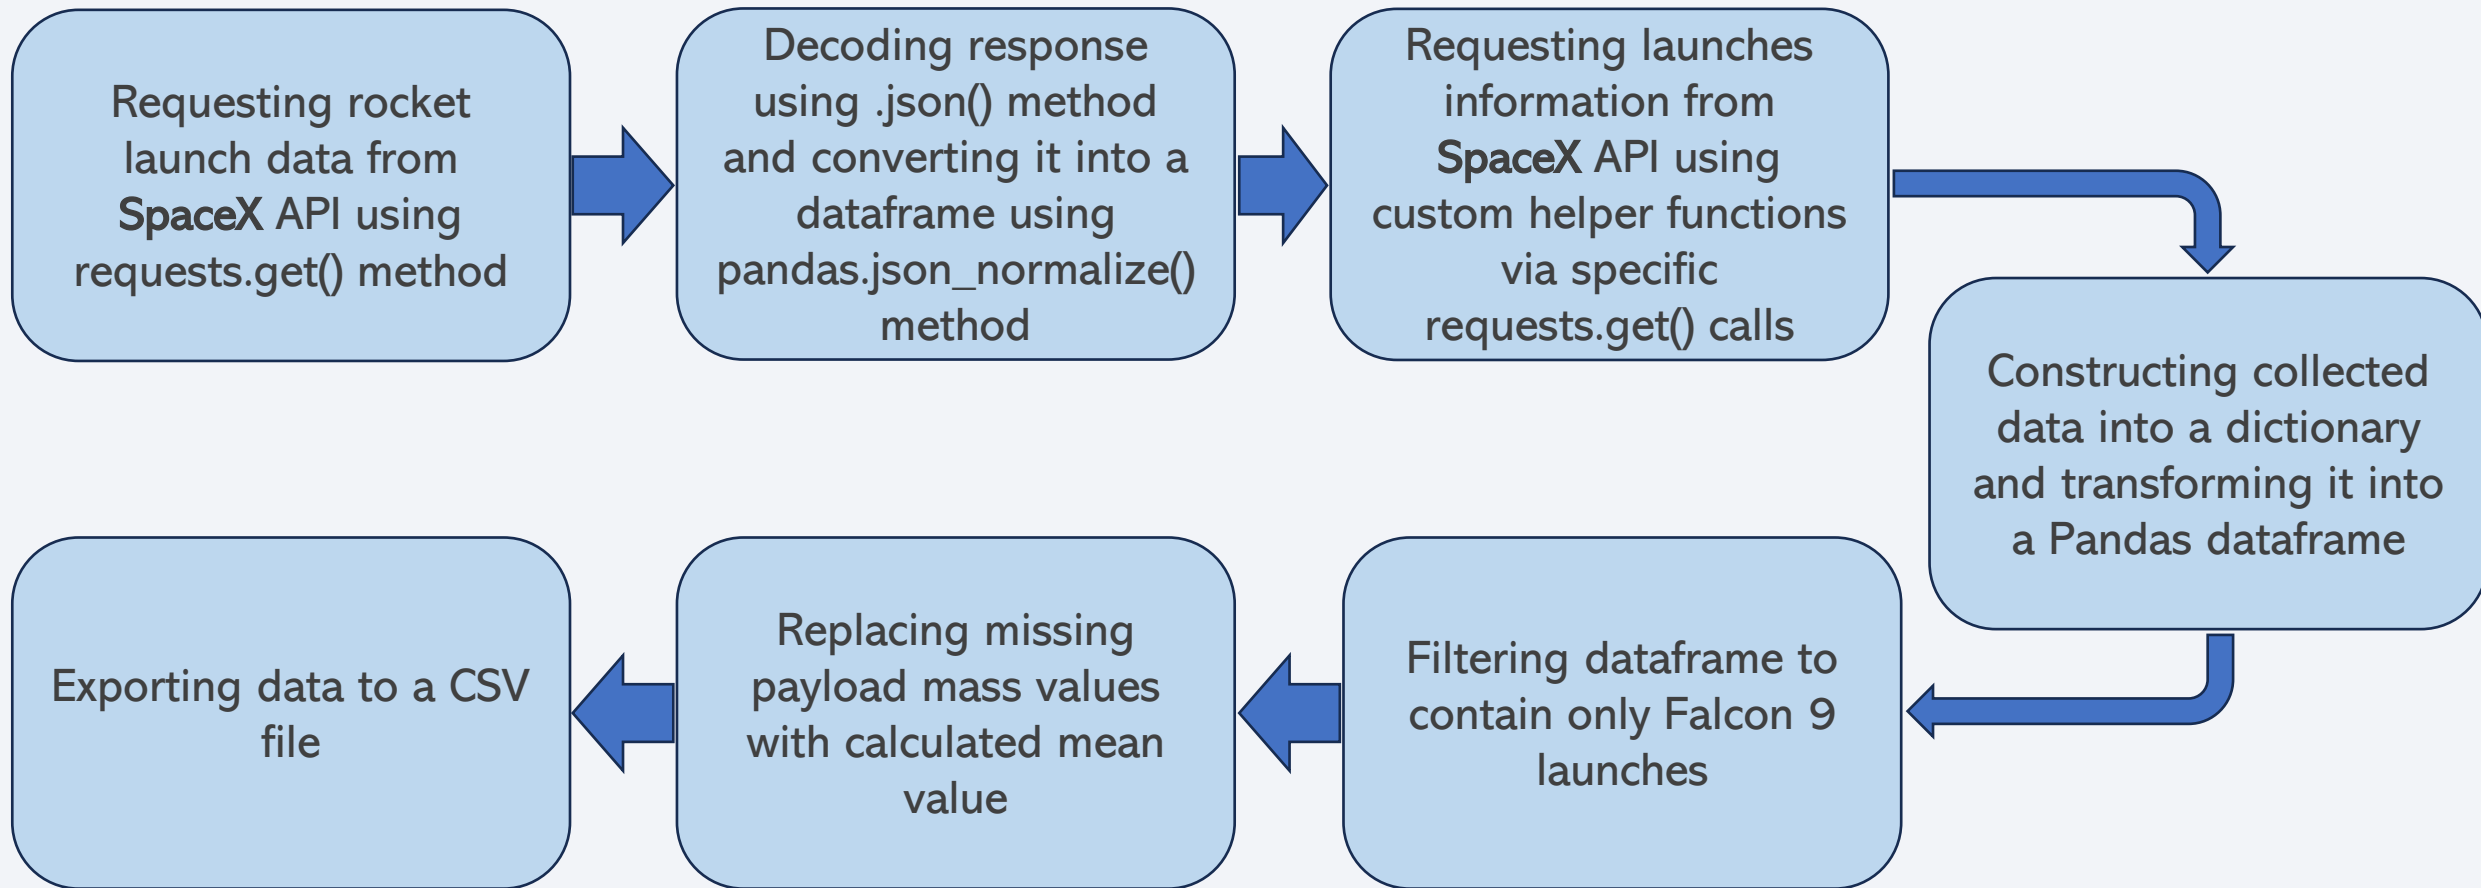 Requesting rocket
launch data from
SpaceX API using
requests.get() method
Decoding response
using .json() method
and converting it into a
dataframe using
pandas.json_normalize()
method
Requesting launches
information from
SpaceX API using
custom helper functions
via specific
requests.get() calls
Constructing collected
data into a dictionary
and transforming it into
a Pandas dataframe
Filtering dataframe to
contain only Falcon 9
launches
Replacing missing
payload mass values
with calculated mean
value
Exporting data to a CSV
file